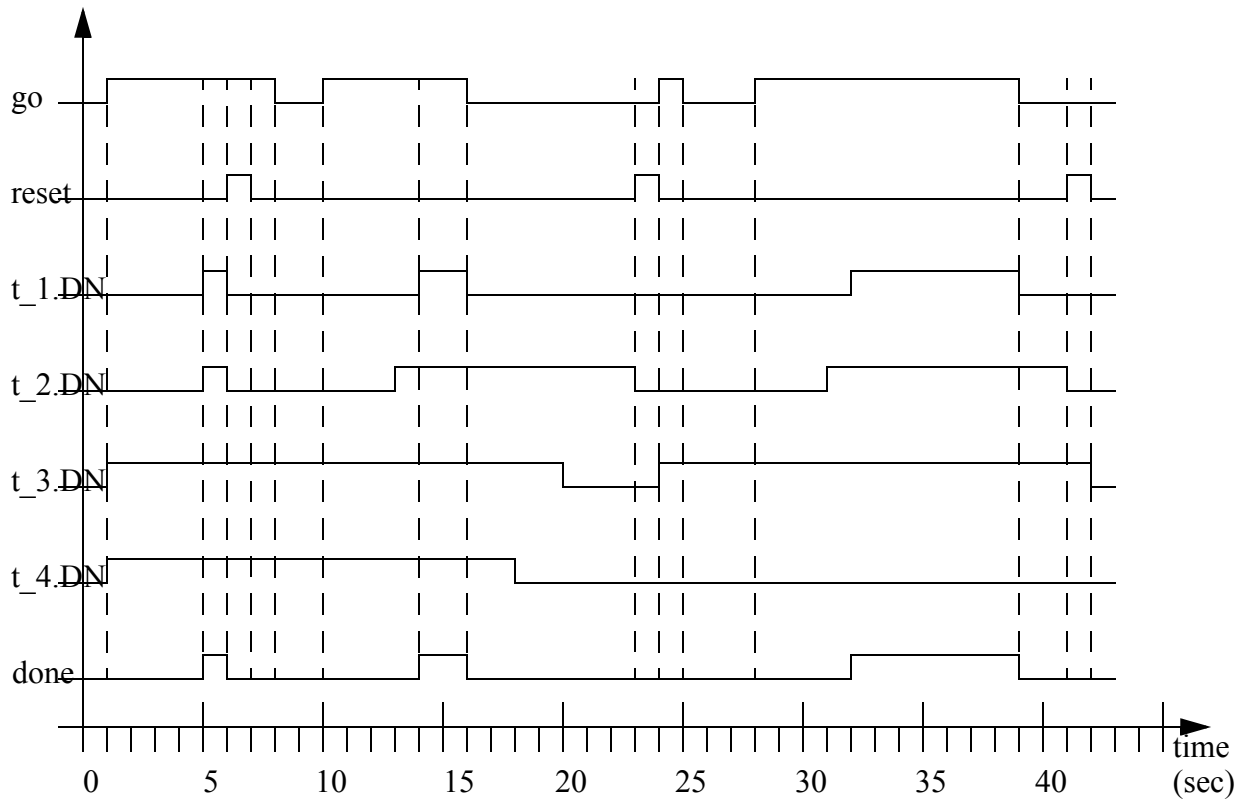 go
reset
t_1.DN
t_2.DN
t_3.DN
t_4.DN
done
time
0 5 10 15 20 25 30 35 40 (sec)